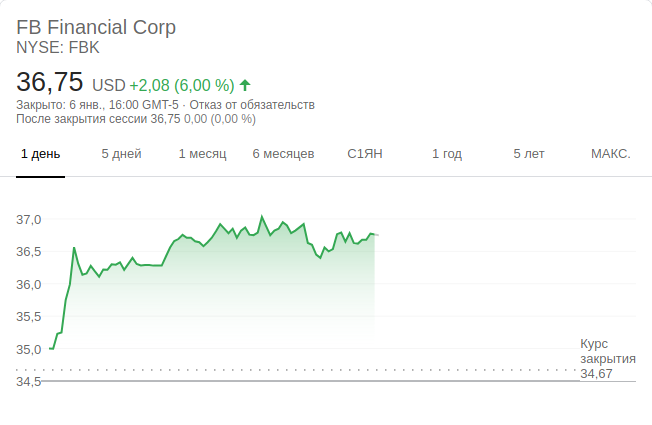 FB Financial Corp
NYSE: FBK
36,75 USD +2,08 (6,00 %) ↑
Закрыто: 6 янв., 16:00 GMT-5 · Отказ от обязательств
После закрытия сессии 36,75 0,00 (0,00 %)
1 день 5 дней 1 месяц 6 месяцев С1ЯН 1 год 5 лет МАКС.
37,0
36,5
36,0
35,5
35,0
Курс
закрытия
34,67
34,5